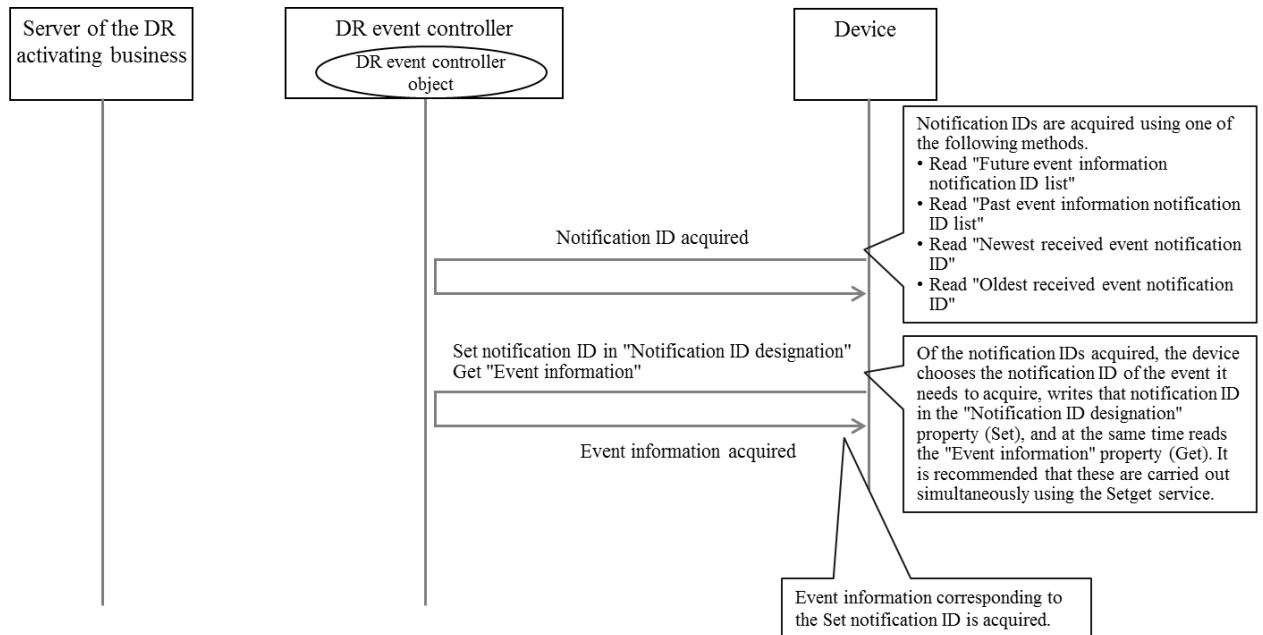 Server of the DR
activating business
DR event controller
DR event controller
object
Device
Notification IDs are acquired using one of
the following methods.
• Read "Future event information
notification ID list"
• Read "Past event information notification
ID list"
• Read "Newest received event notification
ID"
• Read "Oldest received event notification
ID"
Notification ID acquired
Set notification ID in "Notification ID designation"
Get "Event information"
Of the notification IDs acquired, the device
chooses the notification ID of the event it
needs to acquire, writes that notification ID
in the "Notification ID designation"
property (Set), and at the same time reads
the "Event information" property (Get). It
is recommended that these are carried out
simultaneously using the Setget service.
Event information acquired
Event information corresponding to
the Set notification ID is acquired.